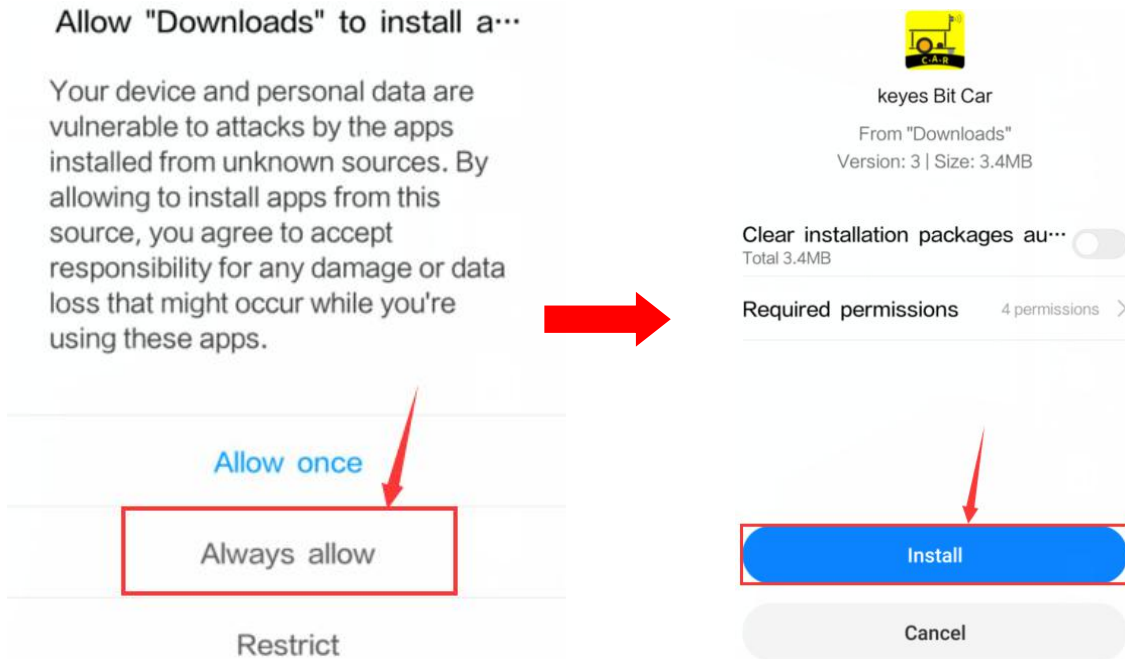 Allow "Downloads" to install a···
Your device and personal data are
vulnerable to attacks by the apps
installed from unknown sources. By
allowing to install apps from this
source, you agree to accept
responsibility for any damage or data
loss that might occur while you're
using these apps.
Allow once
Always allow
Restrict
C·A·R
keyes Bit Car
From "Downloads"
Version: 3 | Size: 3.4MB
Clear installation packages au···
Total 3.4MB
Required permissions 4 permissions
Install
Cancel